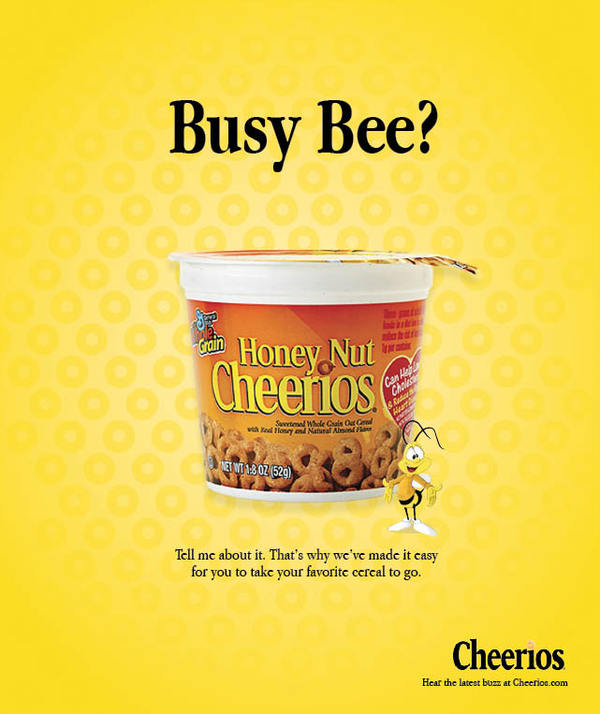 Busy Bee?
Grain
Honey Nut
Cheerios
Can Help
Sweetened Whole Grain Oat Cereal
with Real Honey and Natural Almond Flavor
NET WT 1.8 OZ (52g)
Tell me about it. That's why we've made it easy
for you to take your favorite cereal to go.
Cheerios
Hear the latest buzz at Cheerios.com